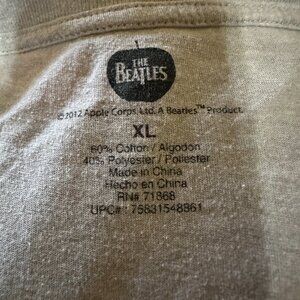 THE
BEATLES
©2012 Apple Corps. Ltd. A Beatles™ Product.
XL
60% Cotton / Algodon
40% Polyester / Poliester
Made in China
Hecho en China
RN# 71868
UPC#: 75831548861